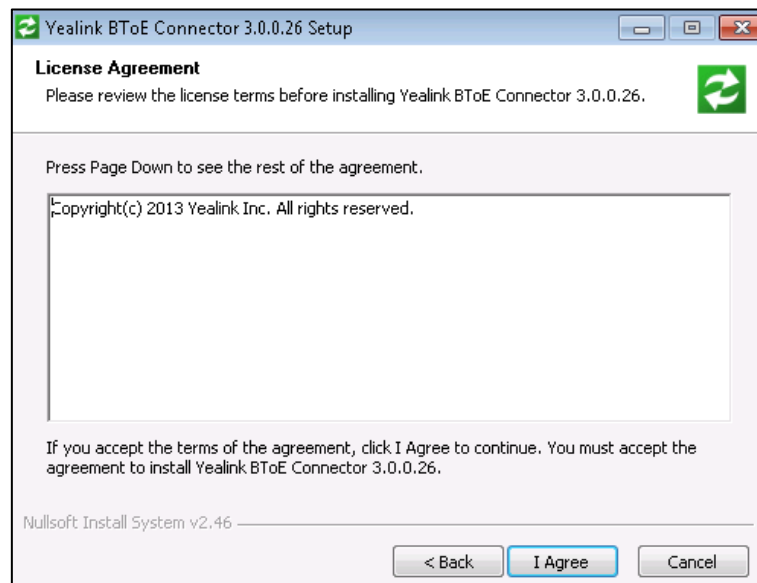 Yealink BToE Connector 3.0.0.26 Setup
License Agreement
Please review the license terms before installing Yealink BToE Connector 3.0.0.26.
Press Page Down to see the rest of the agreement.
Copyright(c) 2013 Yealink Inc. All rights reserved.
If you accept the terms of the agreement, click I Agree to continue. You must accept the
agreement to install Yealink BToE Connector 3.0.0.26.
Nullsoft Install System v2.46
< Back I Agree Cancel